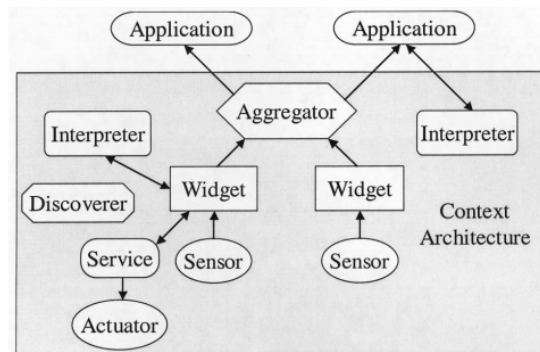 Application
Application
Aggregator
Interpreter
Interpreter
Widget
Widget
Discoverer
Context
Architecture
Service
Sensor
Sensor
Actuator